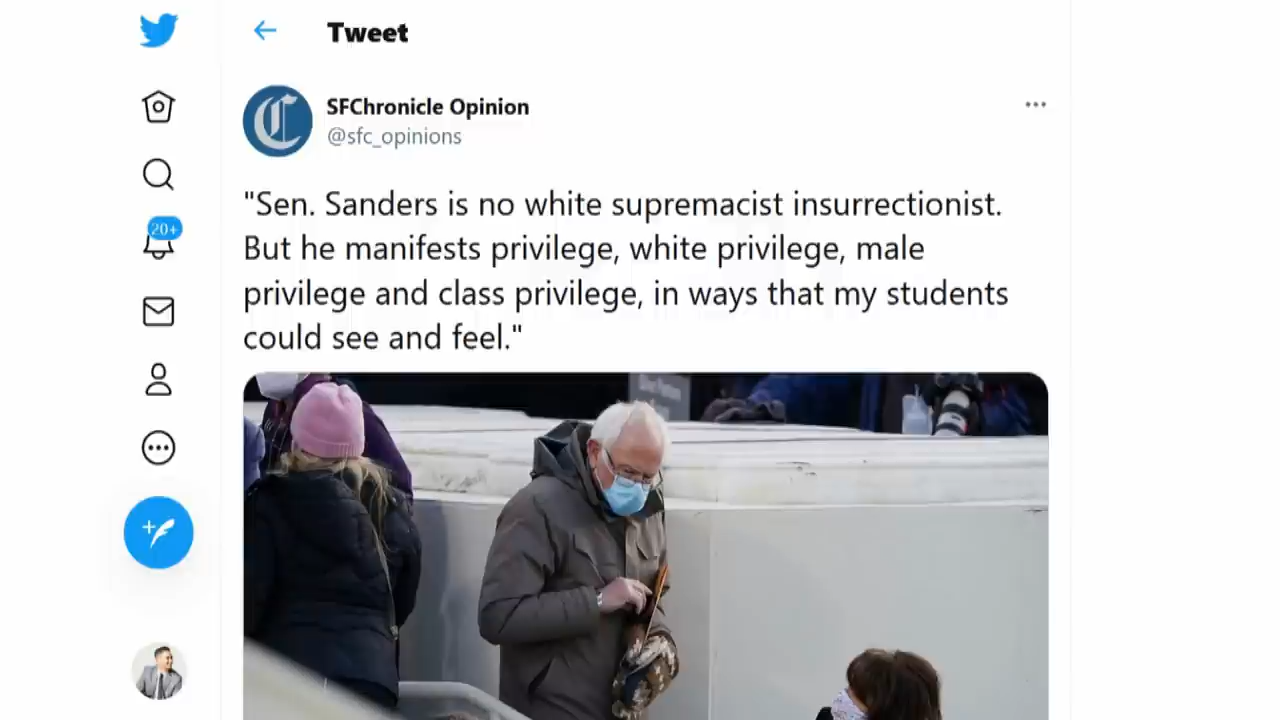 Tweet
SFChronicle Opinion
@sfc_opinions
20+
"Sen. Sanders is no white supremacist insurrectionist.
But he manifests privilege, white privilege, male
privilege and class privilege, in ways that my students
could see and feel."